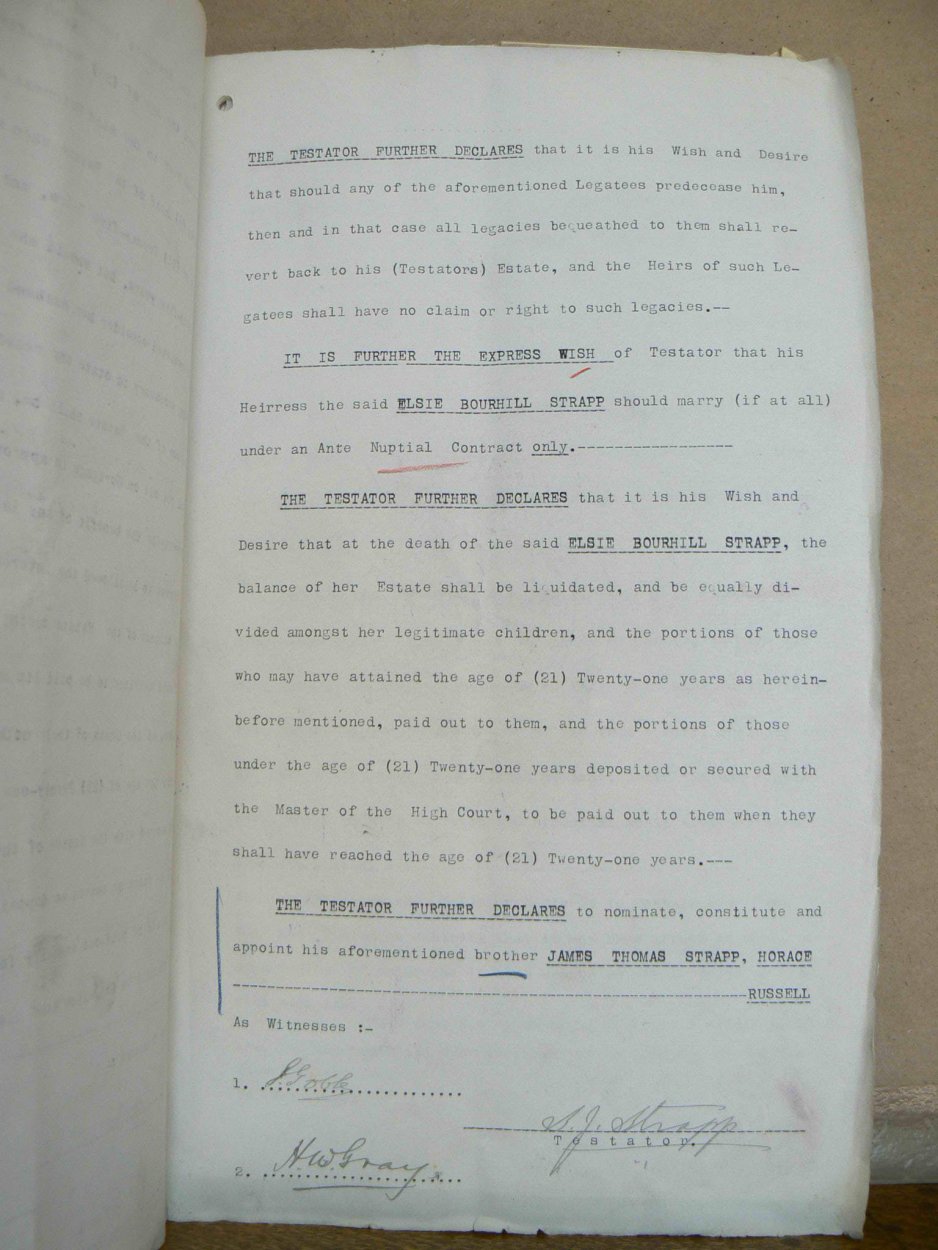 THE TESTATOR FURTHER DECLARES that it is his Wish and Desire
that should any of the aforementioned Legatees predecease him,
then and in that case all legacies bequeathed to them shall re-
vert back to his (Testators) Estate, and the Heirs of such Le-
gatees shall have no claim or right to such legacies.--
IT IS FURTHER THE EXPRESS WISH of Testator that his
Heirress the said ELSIE BOURHILL STRAPP should marry (if at all)
under an Ante Nuptial Contract only.-----------------
THE TESTATOR FURTHER DECLARES that it is his Wish and
Desire that at the death of the said ELSIE BOURHILL STRAPP, the
balance of her Estate shall be liquidated, and be equally di-
vided amongst her legitimate children, and the portions of those
who may have attained the age of (21) Twenty-one years as herein-
before mentioned, paid out to them, and the portions of those
under the age of (21) Twenty-one years deposited or secured with
the Master of the High Court, to be paid out to them when they
shall have reached the age of (21) Twenty-one years.---
THE TESTATOR FURTHER DECLARES to nominate, constitute and
appoint his aforementioned brother JAMES THOMAS STRAPP, HORACE
--------------------------------------------------------RUSSELL
As Witnesses :-
1. ........................
S.J. Strapp
Testator.
2. H.W. Gray